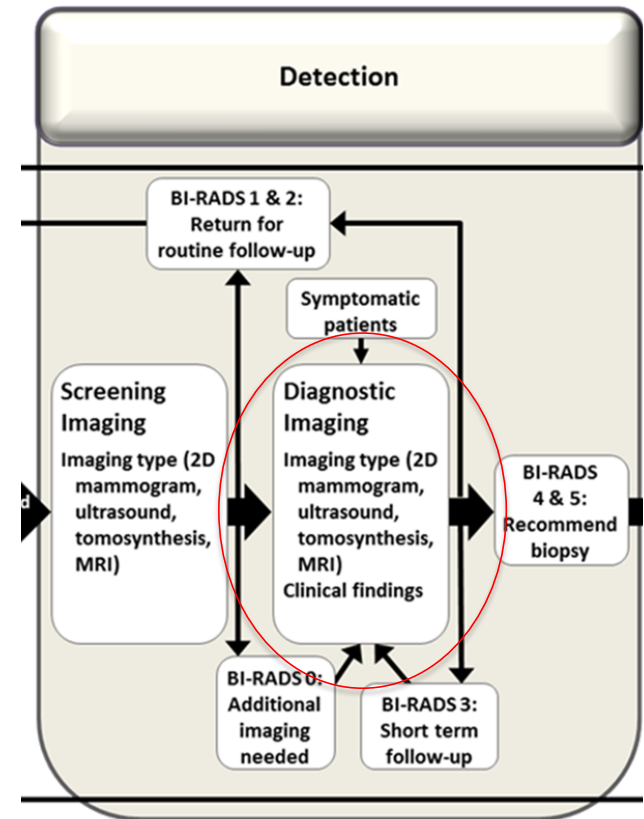 Detection
BI-RADS 1 & 2:
Return for
routine follow-up
Symptomatic
patients
Screening
Imaging
Imaging type (2D
mammogram,
ultrasound,
tomosynthesis,
MRI)
Diagnostic
Imaging
Imaging type (2D
mammogram,
ultrasound,
tomosynthesis,
MRI)
Clinical findings
BI-RADS
4 & 5:
Recommend
biopsy
BI-RADS 0:
Additional
imaging
needed
BI-RADS 3:
Short term
follow-up